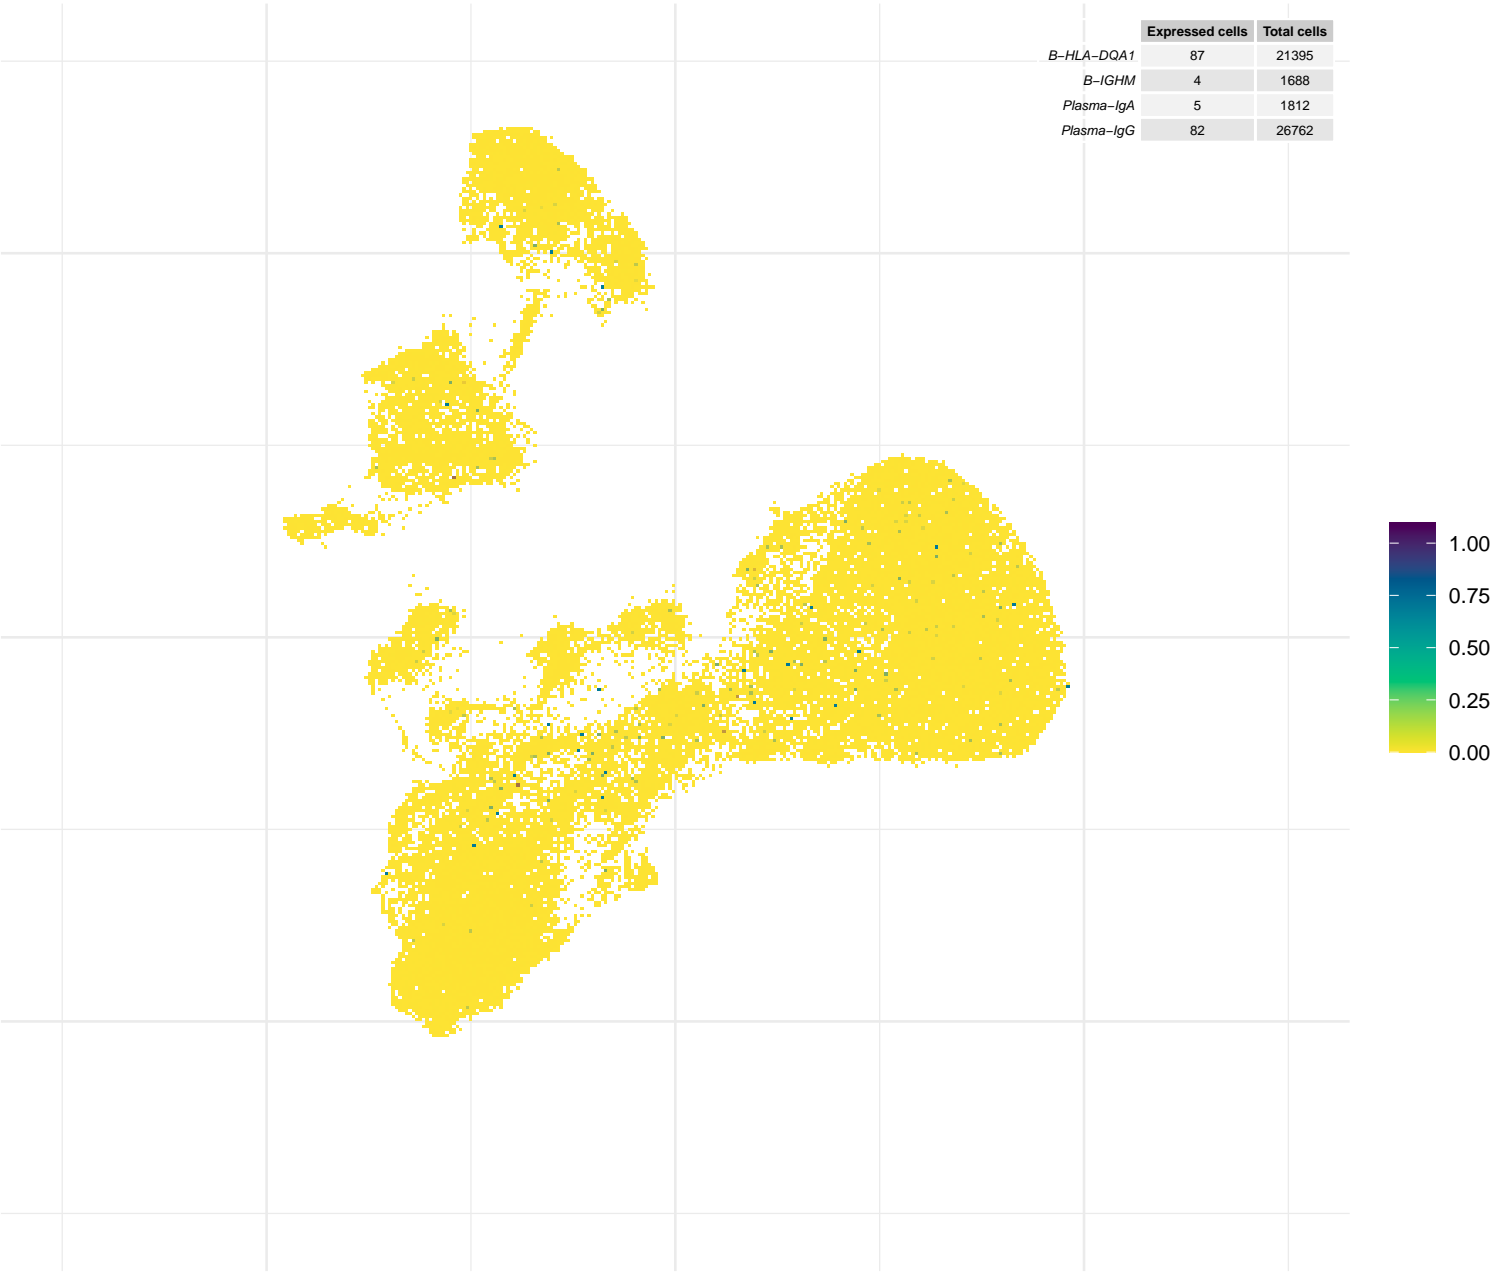 Expressed cells Total cells
B−HLA−DQA1 87 21395
B−IGHM 4 1688
Plasma−IgA 5 1812
Plasma−IgG 82 26762
1.00
0.75
0.50
0.25
0.00